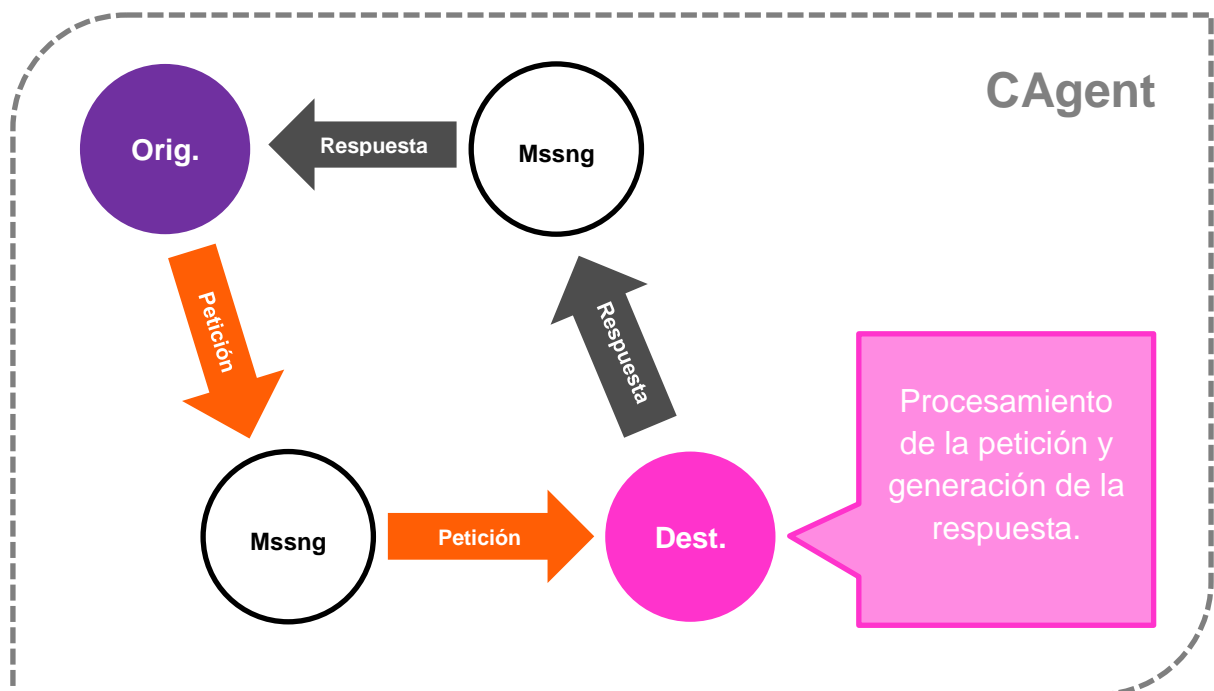 CAgent
Orig.
Respuesta
Mssng
Petición
Respuesta
Procesamiento
de la petición y
generación de la
respuesta.
Mssng
Petición
Dest.